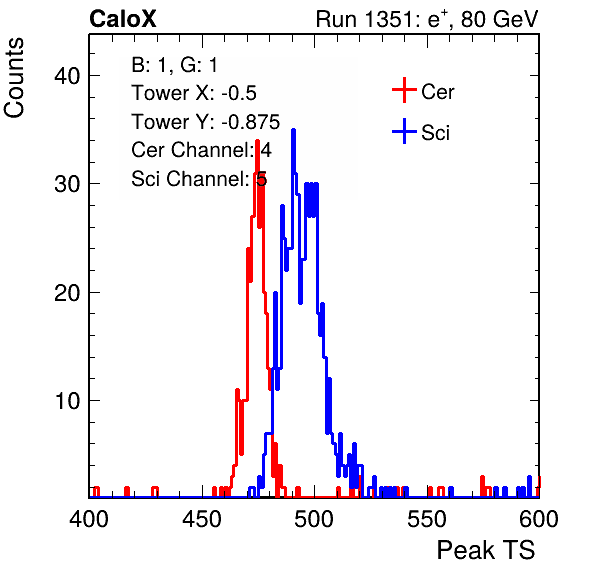 CaloX Run 1351: e+, 80 GeV
Counts
B: 1, G: 1
Tower X: -0.5
Tower Y: -0.875
Cer Channel: 4
Sci Channel: 5
Cer
Sci
40
30
20
10
400 450 500 550 600
Peak TS